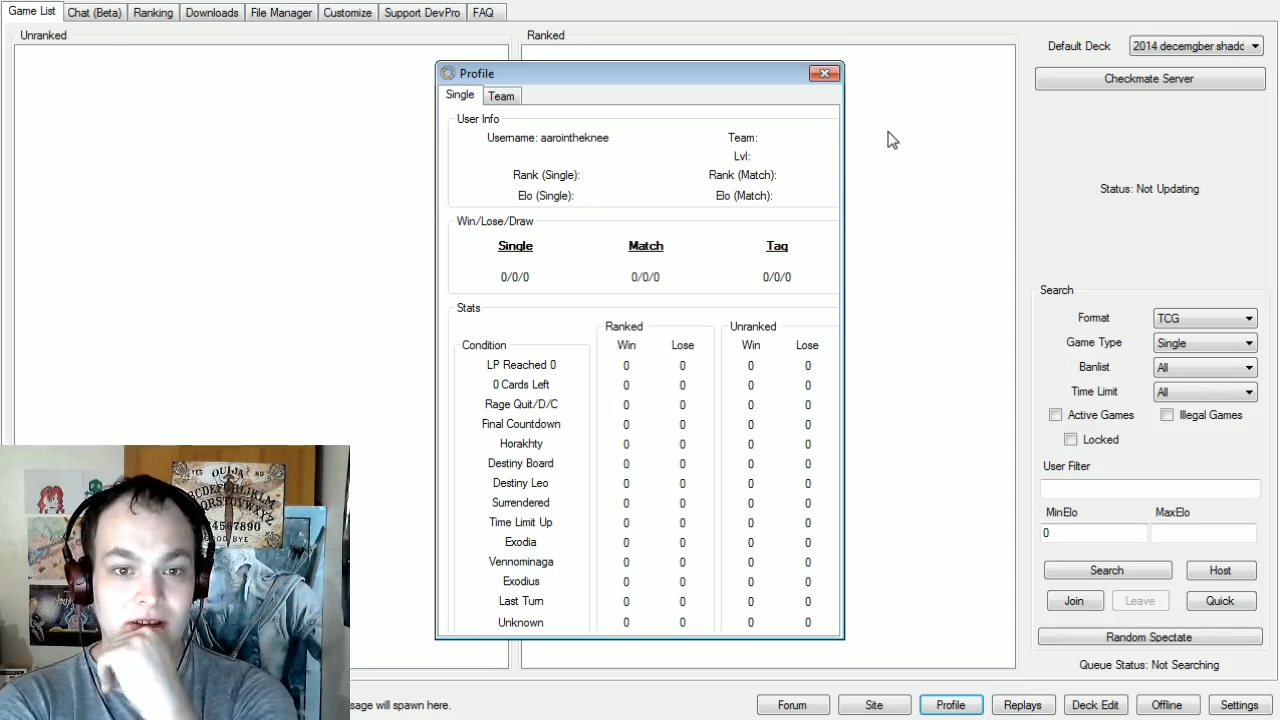 Game List Chat (Beta) Ranking Downloads File Manager Customize Support DevPro FAQ
Unranked
Ranked
Default Deck 2014 decemgber shadc
Checkmate Server
Status: Not Updating
Profile
Single Team
User Info
Username: aarointheknee Team:
Lvl:
Rank (Single): Rank (Match):
Elo (Single): Elo (Match):
Win/Lose/Draw
Single Match Tag
0/0/0 0/0/0 0/0/0
Stats
Ranked Unranked
Condition Win Lose Win Lose
LP Reached 0 0 0 0 0
0 Cards Left 0 0 0 0
Rage Quit/D/C 0 0 0 0
Final Countdown 0 0 0 0
Horakhty 0 0 0 0
Destiny Board 0 0 0 0
Destiny Leo 0 0 0 0
Surrendered 0 0 0 0
Time Limit Up 0 0 0 0
Exodia 0 0 0 0
Vennominaga 0 0 0 0
Exodius 0 0 0 0
Last Turn 0 0 0 0
Unknown 0 0 0 0
Search
Format TCG
Game Type Single
Banlist All
Time Limit All
Active Games Illegal Games
Locked
User Filter
MinElo MaxElo
0
Search Host
Join Leave Quick
Random Spectate
Queue Status: Not Searching
YES OUIJA NO
GOOD BYE
sage will spawn here.
Forum Site Profile Replays Deck Edit Offline Settings